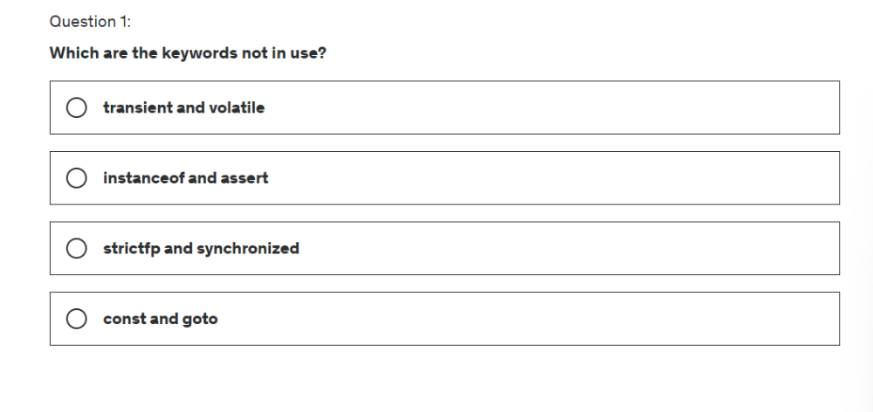 Question 1:
Which are the keywords not in use?
transient and volatile
instanceof and assert
strictfp and synchronized
const and goto